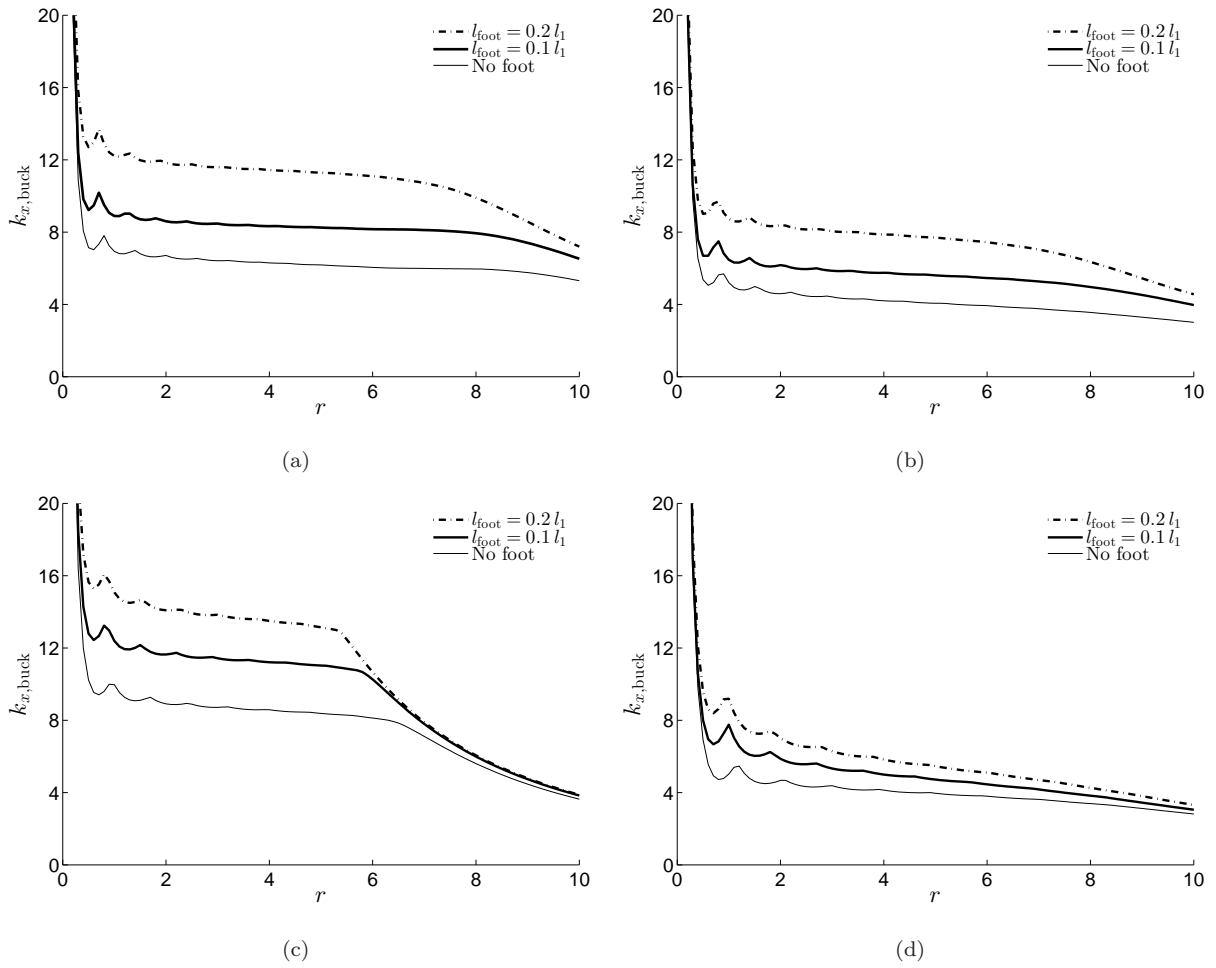 20
16
12
8
4
0
k_{x,buck}
0 2 4 6 8 10
r
l_foot = 0.2 l_1
l_foot = 0.1 l_1
No foot
(a)
20
16
12
8
4
0
k_{x,buck}
0 2 4 6 8 10
r
l_foot = 0.2 l_1
l_foot = 0.1 l_1
No foot
(b)
20
16
12
8
4
0
k_{x,buck}
0 2 4 6 8 10
r
l_foot = 0.2 l_1
l_foot = 0.1 l_1
No foot
(c)
20
16
12
8
4
0
k_{x,buck}
0 2 4 6 8 10
r
l_foot = 0.2 l_1
l_foot = 0.1 l_1
No foot
(d)